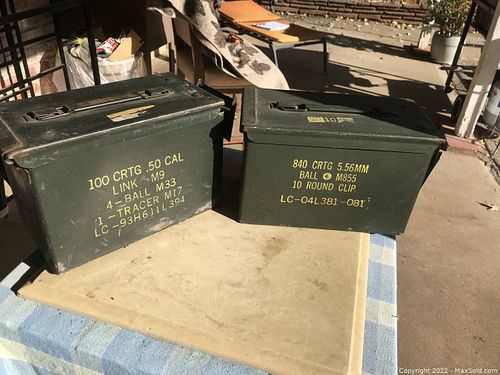 100 CRTG .50 CAL
LINK M9
4-BALL M33
1-TRACER M17
LC-93H611L394
10
840 CRTG 5.56MM
BALL M855
10 ROUND CLIP
LC-04L381-081
Copyright 2022 - MaxSold.com